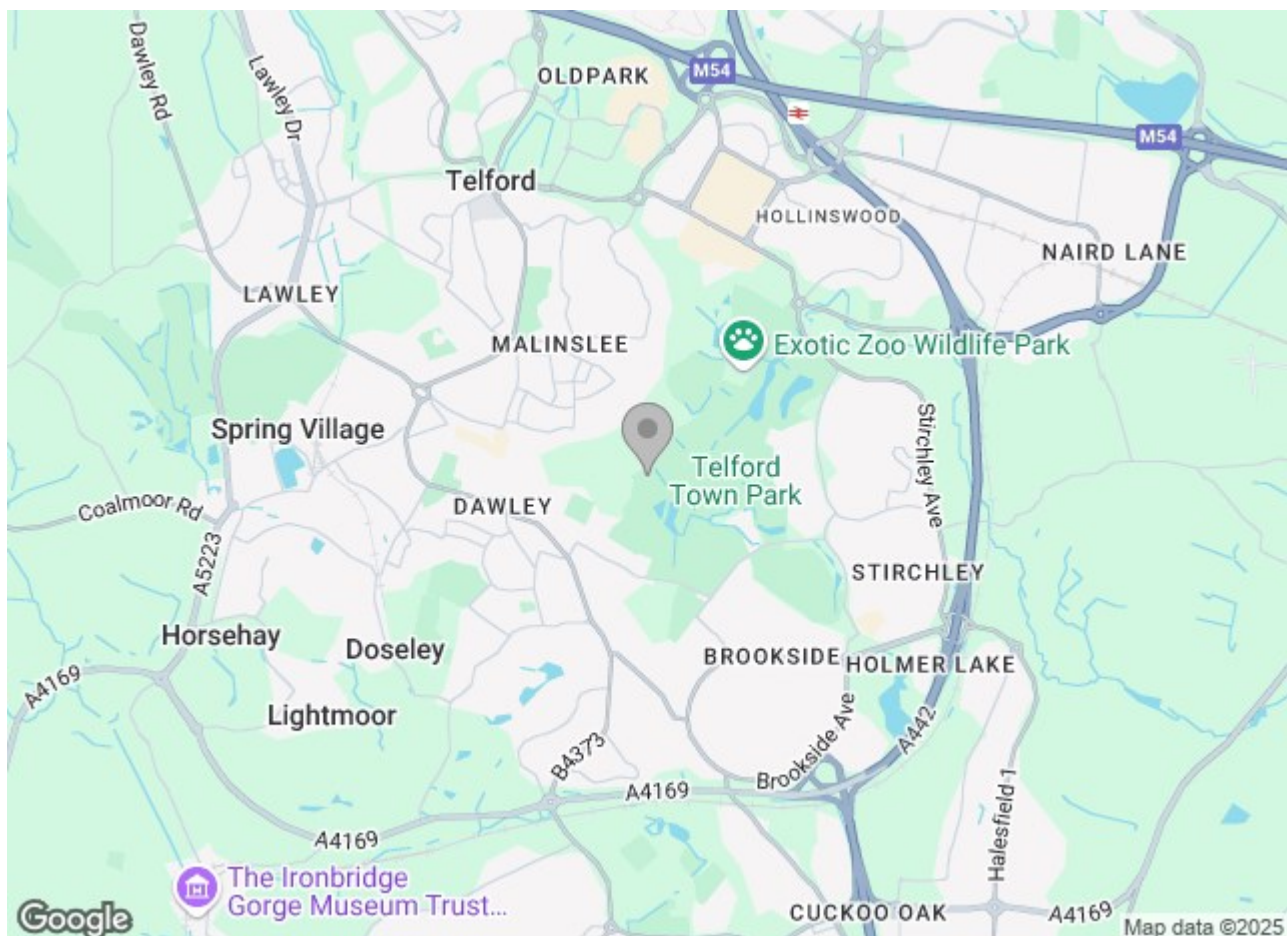 Dawley Rd
Lawley Dr
OLDPARK
M54
M54
Telford
HOLLINSWOOD
NAIRD LANE
LAWLEY
MALINSLEE
Exotic Zoo Wildlife Park
Spring Village
Stirchley Ave
Telford
Town Park
Coalmoor Rd
DAWLEY
A5223
STIRCHLEY
Horsehay
Doseley
BROOKSIDE
HOLMER LAKE
A4169
Lightmoor
Brookside Ave
A442
B4373
A4169
Halesfield 1
A4169
The Ironbridge
Gorge Museum Trust...
CUCKOO OAK
A4169
Google
Map data ©2025